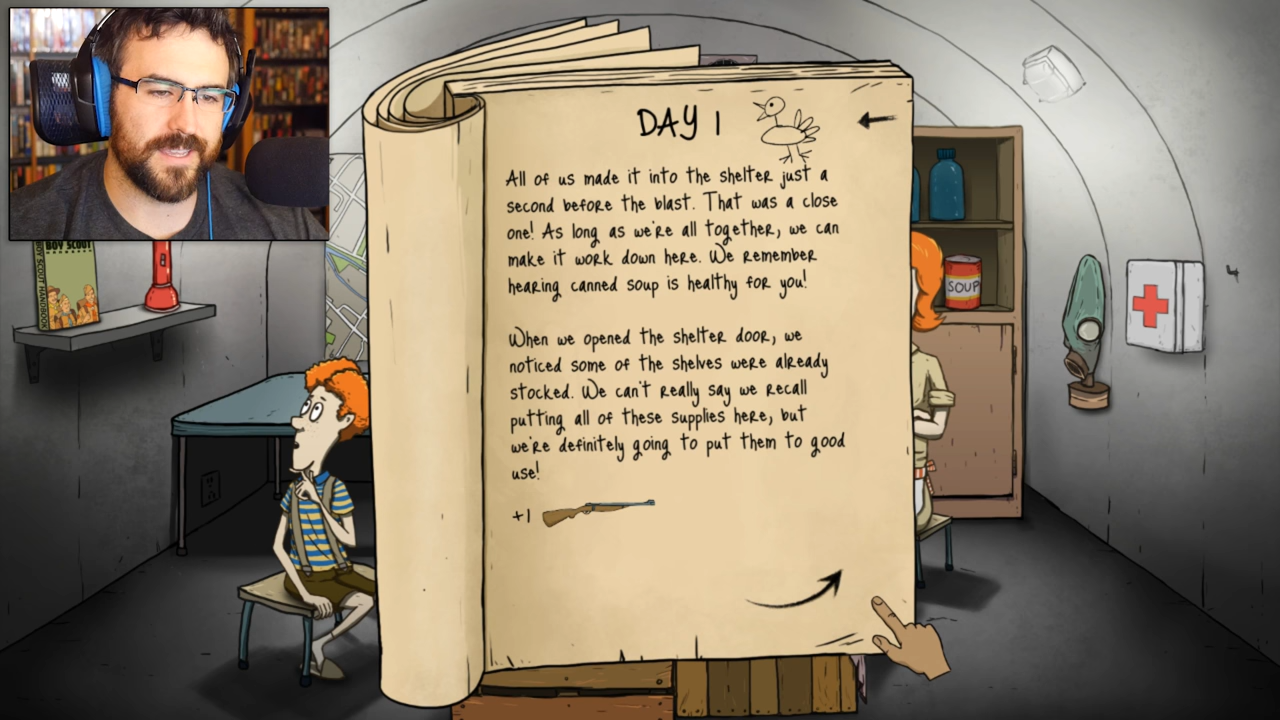 DAY 1
All of us made it into the shelter just a
second before the blast. That was a close
one! As long as we're all together, we can
make it work down here. We remember
hearing canned soup is healthy for you!
When we opened the shelter door, we
noticed some of the shelves were already
stocked. We can't really say we recall
putting all of these supplies here, but
we're definitely going to put them to good
use!
+1
BOY SCOUT
BOY SCOUT HANDBOOK
SOUP
4